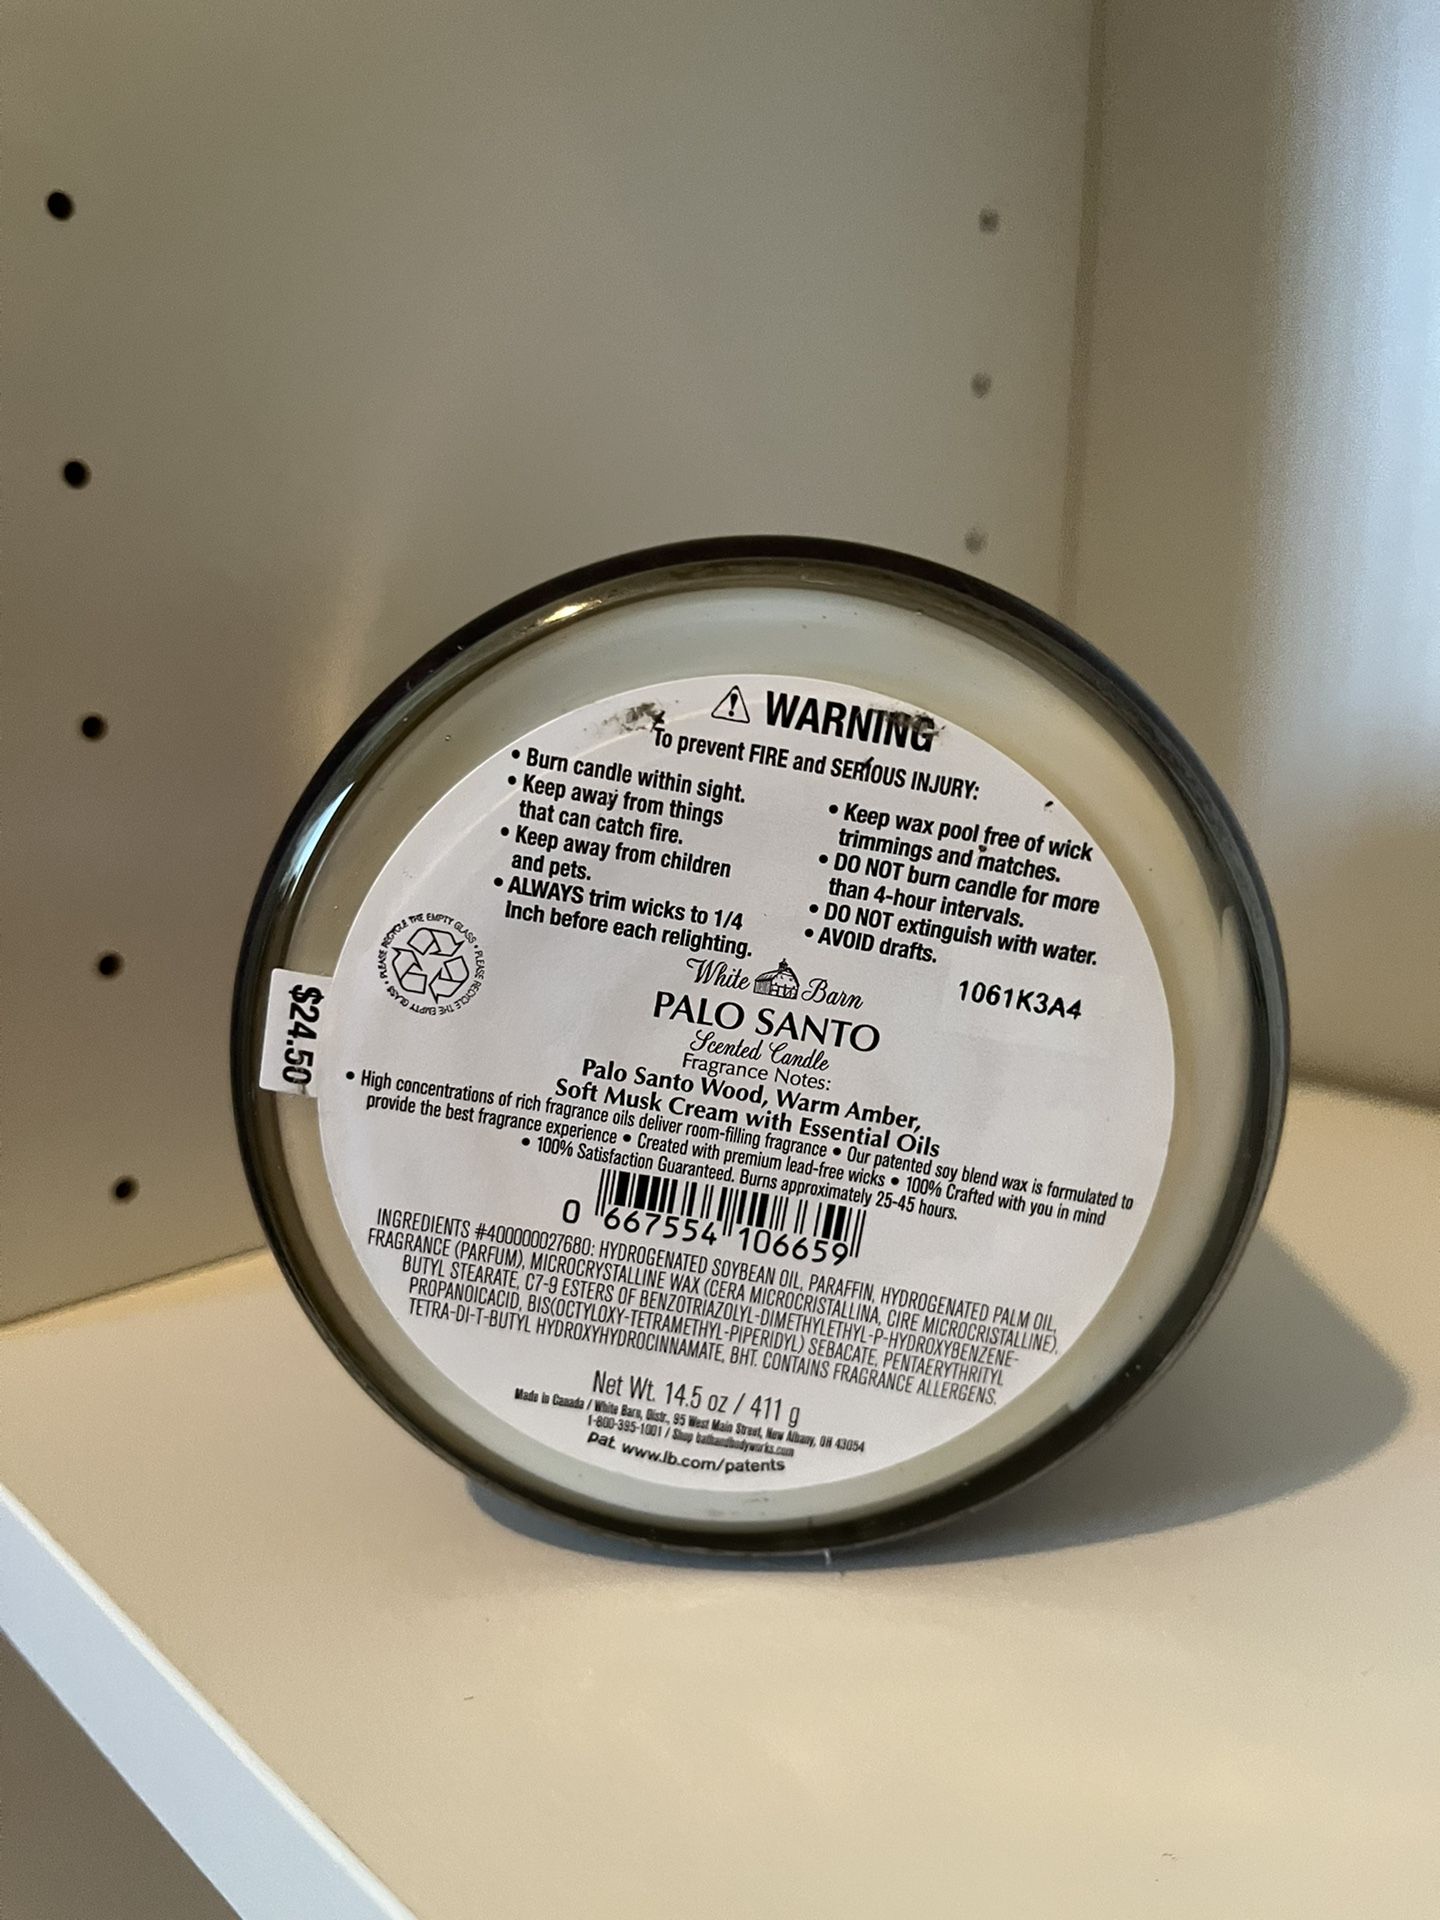 ⚠ WARNING
To prevent FIRE and SERIOUS INJURY:
• Burn candle within sight.
• Keep away from things
that can catch fire.
• Keep away from children
and pets.
• ALWAYS trim wicks to 1/4
Inch before each relighting.
• Keep wax pool free of wick
trimmings and matches.
• DO NOT burn candle for more
than 4-hour intervals.
• DO NOT extinguish with water.
• AVOID drafts.
PLEASE RECYCLE THE EMPTY GLASS • PLEASE RECYCLE THE EMPTY GLASS •
$24.50
1061K3A4
White Barn
PALO SANTO
Scented Candle
Fragrance Notes:
Palo Santo Wood, Warm Amber,
Soft Musk Cream with Essential Oils
• High concentrations of rich fragrance oils deliver room-filling fragrance • Our patented soy blend wax is formulated to
provide the best fragrance experience • Created with premium lead-free wicks • 100% Crafted with you in mind
• 100% Satisfaction Guaranteed. Burns approximately 25-45 hours.
0 667554 106659
INGREDIENTS #400000027680: HYDROGENATED SOYBEAN OIL, PARAFFIN, HYDROGENATED PALM OIL,
FRAGRANCE (PARFUM), MICROCRYSTALLINE WAX (CERA MICROCRISTALLINA, CIRE MICROCRISTALLINE),
BUTYL STEARATE, C7-9 ESTERS OF BENZOTRIAZOLYL-DIMETHYLETHYL-P-HYDROXYBENZENE-
PROPANOICACID, BIS(OCTYLOXY-TETRAMETHYL-PIPERIDYL) SEBACATE, PENTAERYTHRITYL
TETRA-DI-T-BUTYL HYDROXYHYDROCINNAMATE, BHT. CONTAINS FRAGRANCE ALLERGENS.
Net Wt. 14.5 oz / 411 g
Made in Canada / White Barn, Distr., 95 West Main Street, New Albany, OH 43054
1-800-395-1001 / Shop bathandbodyworks.com
pat. www.lb.com/patents